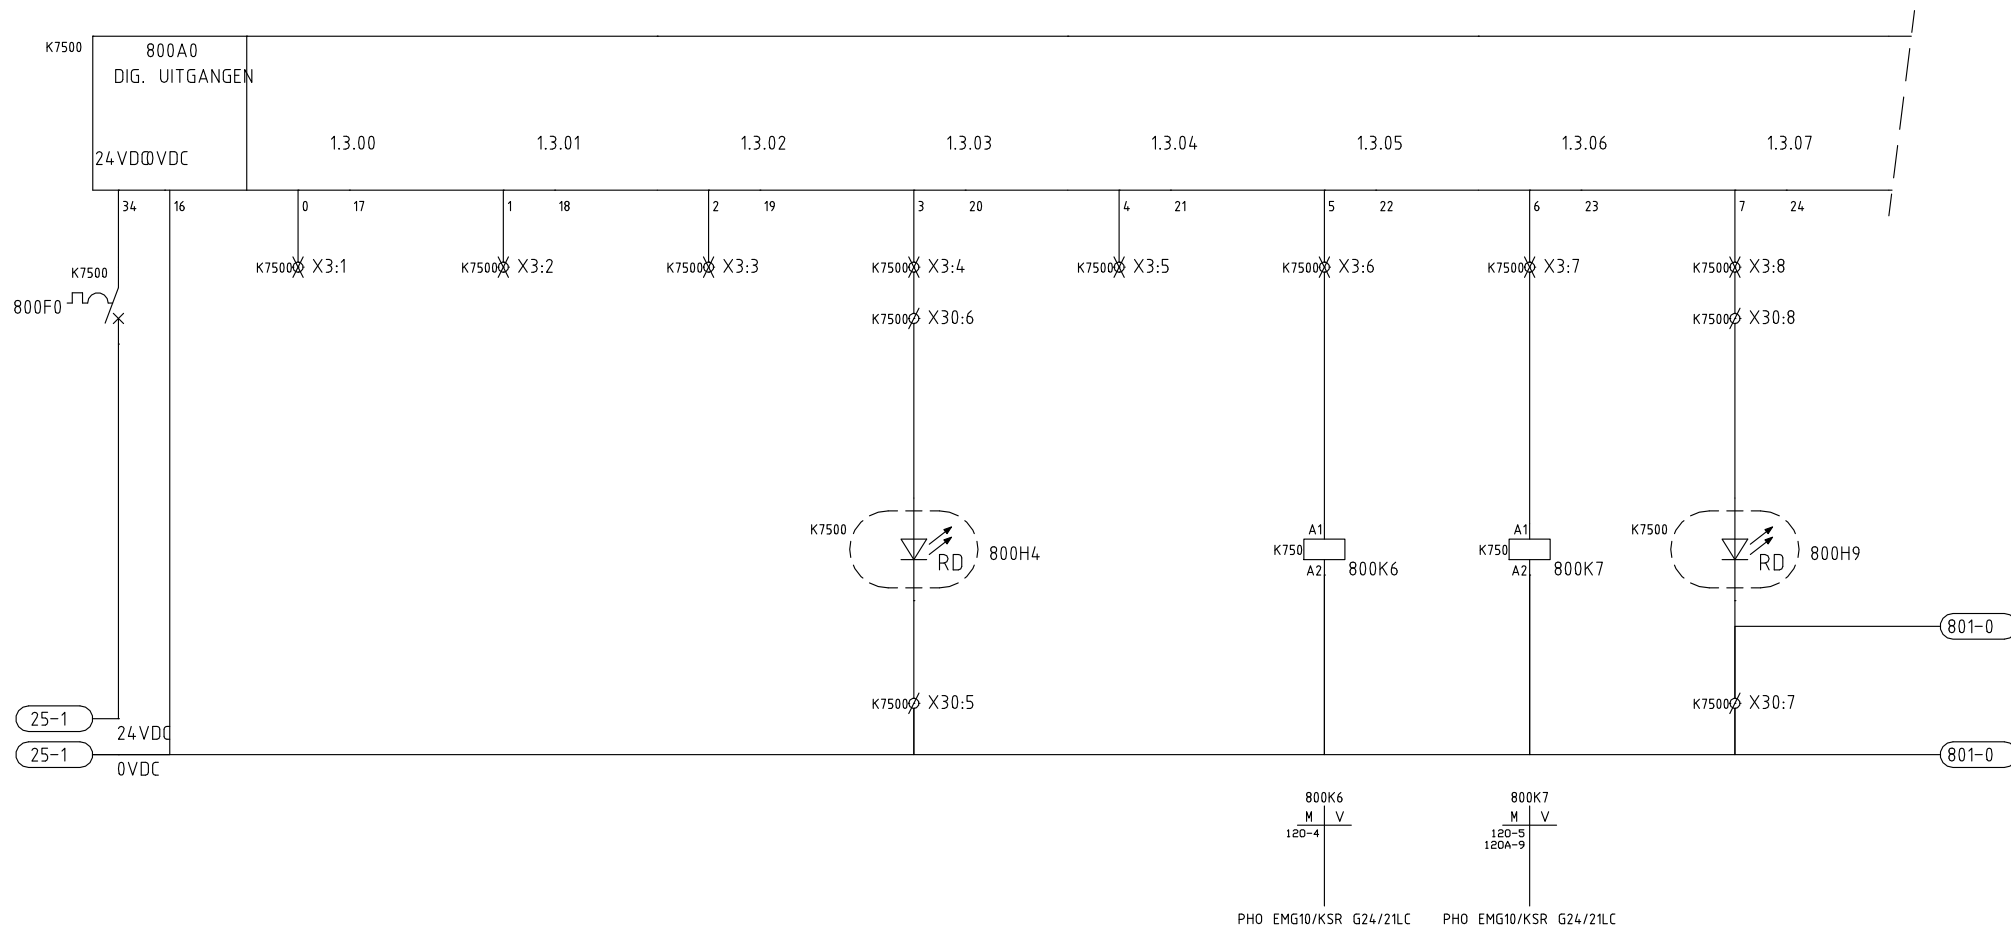 K7500 800A0
DIG. UITGANGEN
1.3.00 1.3.01 1.3.02 1.3.03 1.3.04 1.3.05 1.3.06 1.3.07
24VDC 0VDC
34 16 0 17 1 18 2 19 3 20 4 21 5 22 6 23 7 24
K7500 X3:1 K7500 X3:2 K7500 X3:3 K7500 X3:4 K7500 X3:5 K7500 X3:6 K7500 X3:7 K7500 X3:8
K7500
800F0
K7500 X30:6 K7500 X30:8
K7500 A1 A1 K7500
K750 K750
RD 800H4 RD 800H9
A2 800K6 A2 800K7
801-0
K7500 X30:5 K7500 X30:7
25-1
24VDC
25-1 801-0
0VDC
800K6 800K7
M V M V
120-4 120-5
120A-9
PHO EMG10/KSR G24/21LC PHO EMG10/KSR G24/21LC